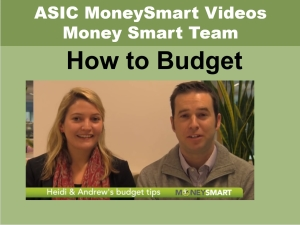 ASIC MoneySmart Videos
Money Smart Team
How to Budget
Heidi & Andrew's budget tips MONEYSMART